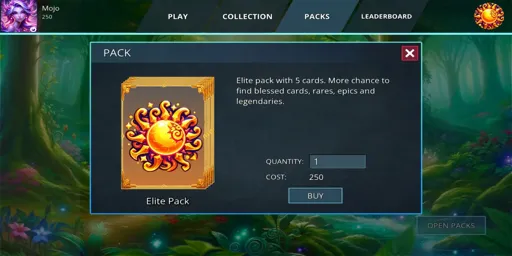 Mojo
250
PLAY
COLLECTION
PACKS
LEADERBOARD
PACK
Elite pack with 5 cards. More chance to
find blessed cards, rares, epics and
legendaries.
QUANTITY: 1
COST: 250
BUY
Elite Pack
OPEN PACKS